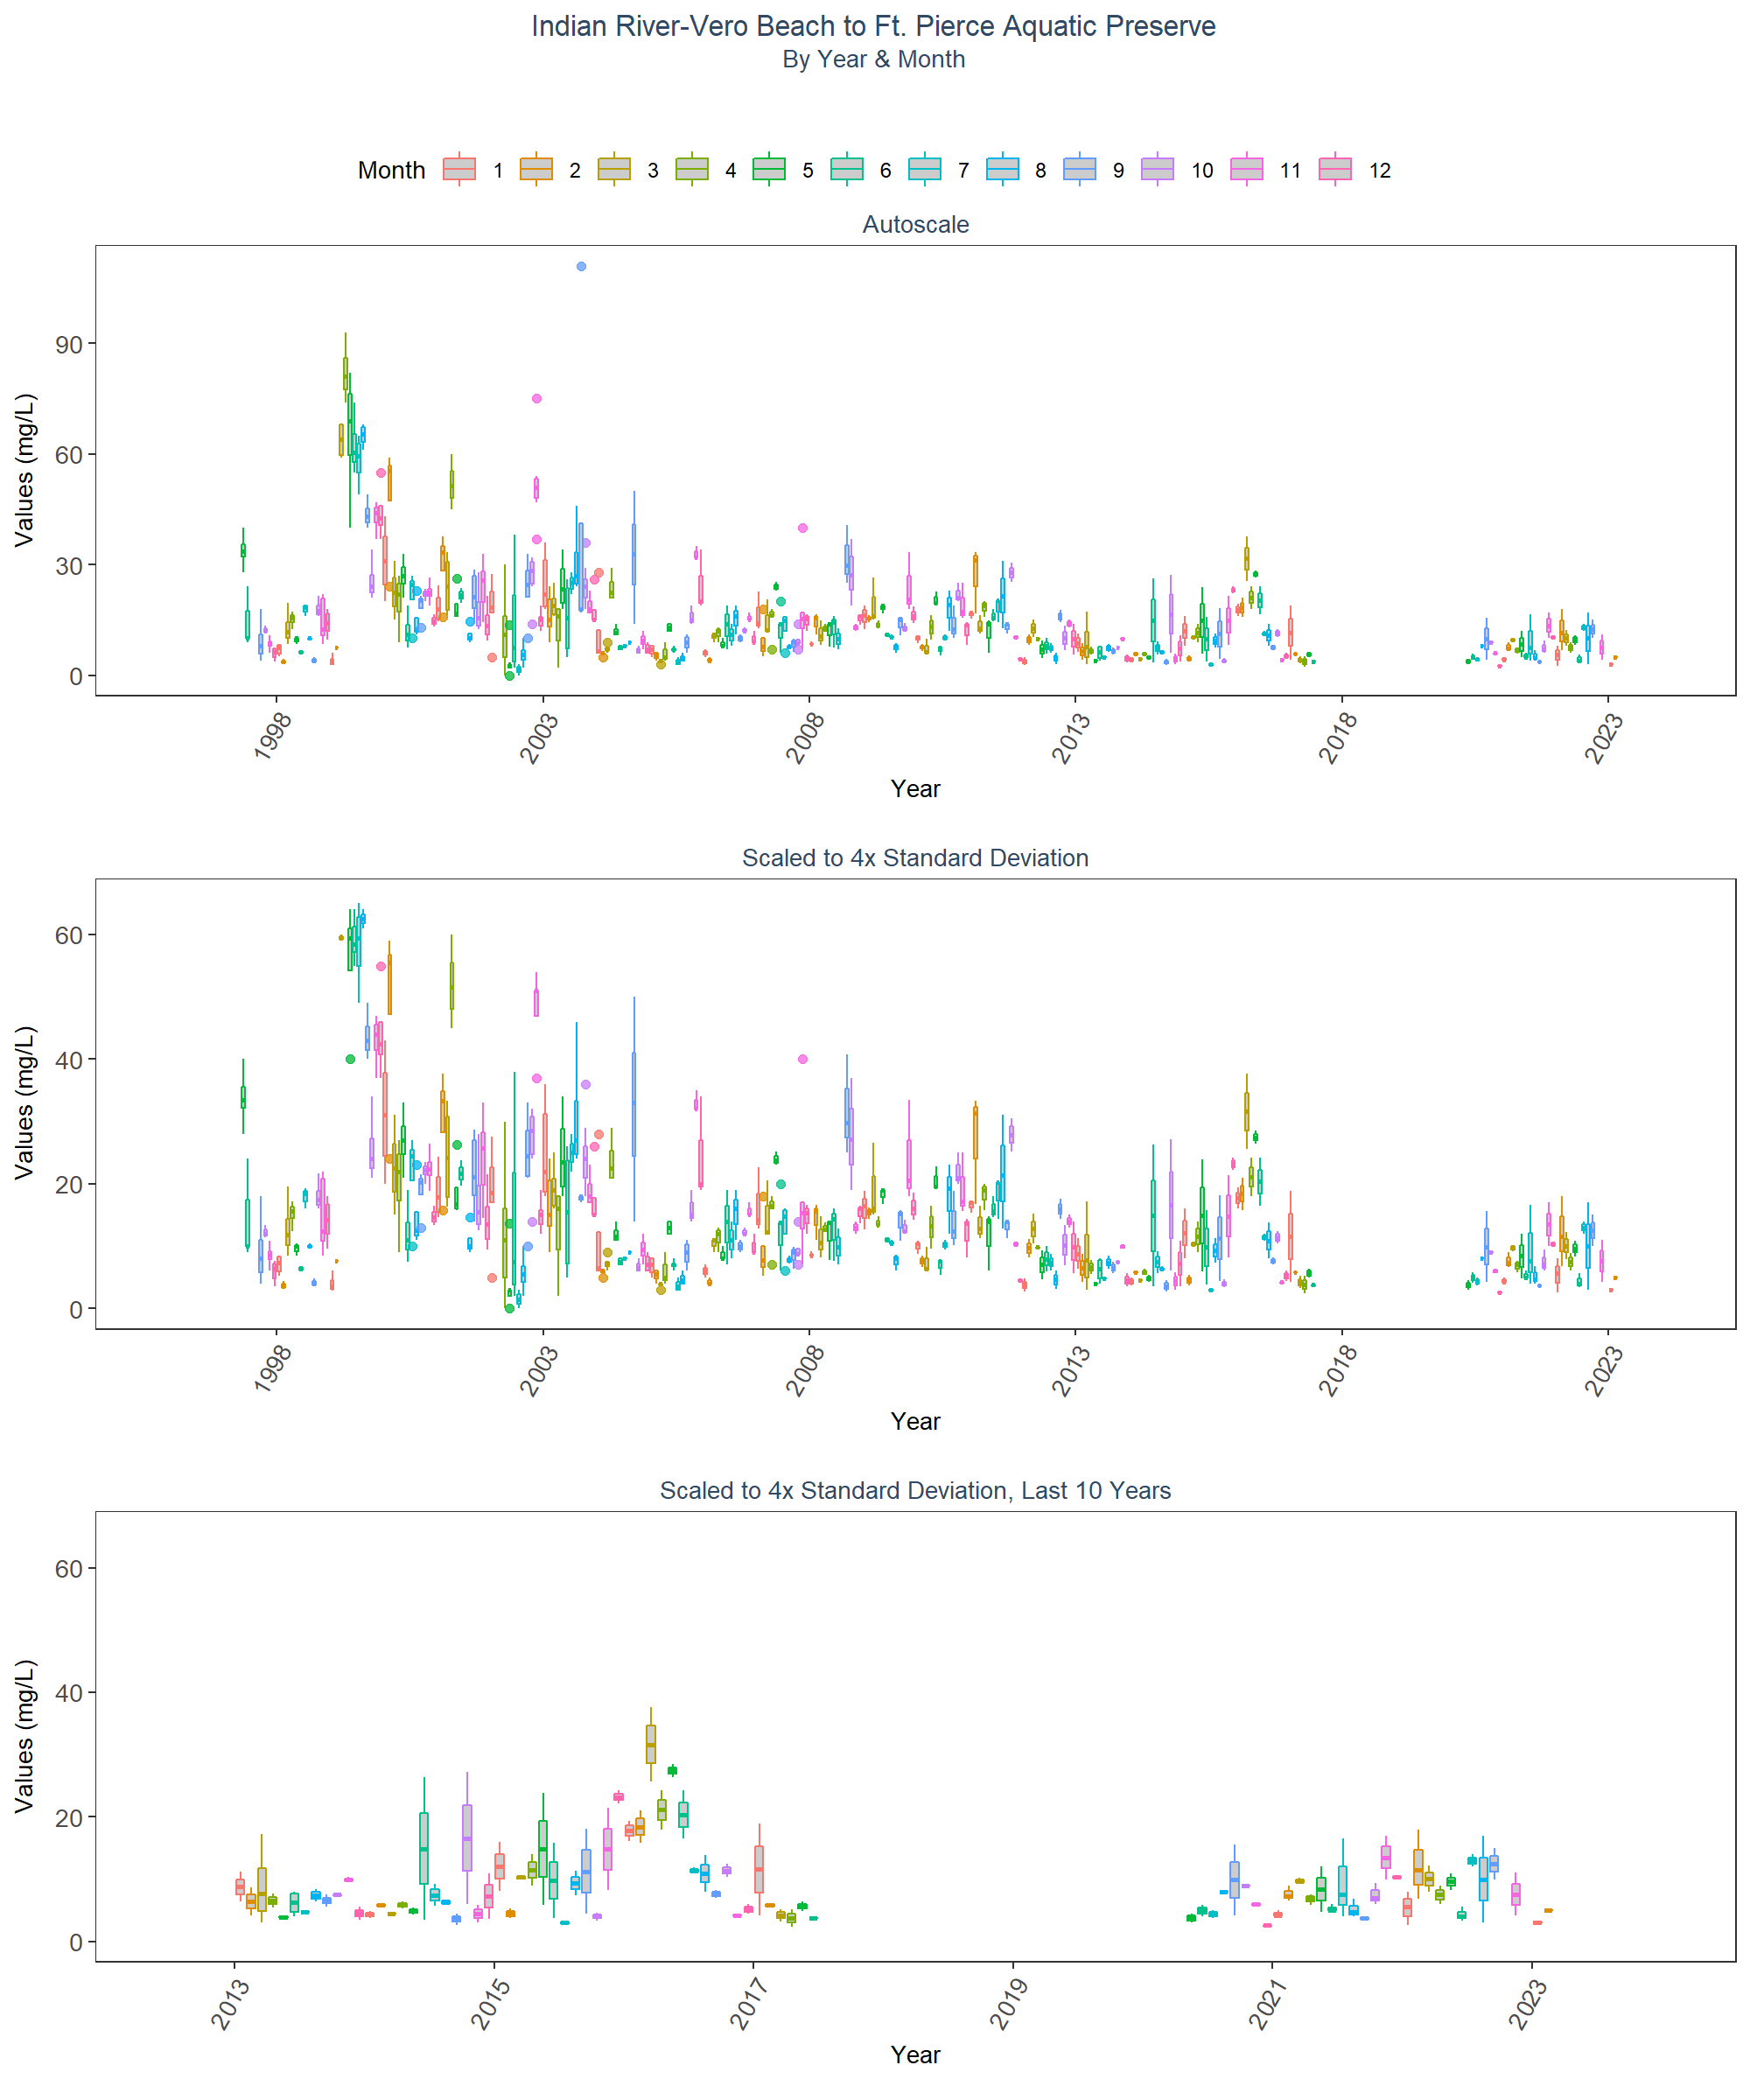 Indian River-Vero Beach to Ft. Pierce Aquatic Preserve
By Year & Month
Month 1 2 3 4 5 6 7 8 9 10 11 12
Autoscale
Values (mg/L)
90
60
30
0
1998 2003 2008 2013 2018 2023
Year
Scaled to 4x Standard Deviation
Values (mg/L)
60
40
20
0
1998 2003 2008 2013 2018 2023
Year
Scaled to 4x Standard Deviation, Last 10 Years
Values (mg/L)
60
40
20
0
2013 2015 2017 2019 2021 2023
Year